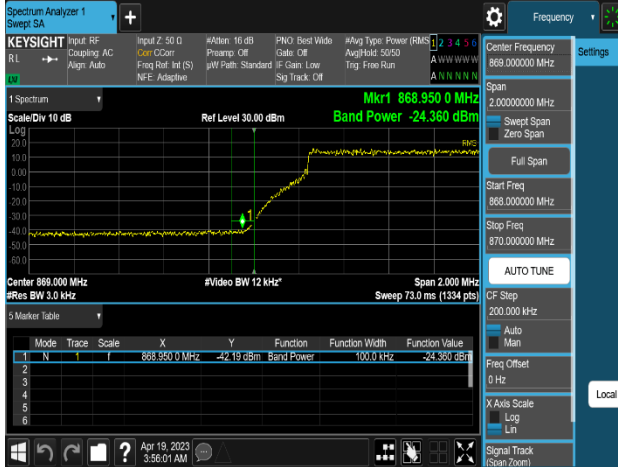 Spectrum Analyzer 1
Swept SA
+
Frequency
KEYSIGHT
R L
Input: RF
Coupling: AC
Align: Auto
Input Z: 50 Ω
Corr CCorr
Freq Ref: Int (S)
NFE: Adaptive
#Atten: 16 dB
Preamp: Off
µW Path: Standard
PNO: Best Wide
Gate: Off
IF Gain: Low
Sig Track: Off
#Avg Type: Power (RMS
Avg|Hold: 50/50
Trig: Free Run
1 2 3 4 5 6
A W W W W W
A N N N N N
Settings
Center Frequency
869.000000 MHz
Span
2.00000000 MHz
Swept Span
Zero Span
Full Span
Start Freq
868.000000 MHz
Stop Freq
870.000000 MHz
AUTO TUNE
CF Step
200.000 kHz
Auto
Man
Freq Offset
0 Hz
X Axis Scale
Log
Lin
Signal Track
(Span Zoom)
Local
1 Spectrum
Scale/Div 10 dB
Log
Ref Level 30.00 dBm
Mkr1 868.950 0 MHz
Band Power -24.360 dBm
RMS
20.0
10.0
0.00
-10.0
-20.0
-30.0
-40.0
-50.0
-60.0
1
Center 869.000 MHz
#Res BW 3.0 kHz
#Video BW 12 kHz*
Span 2.000 MHz
Sweep 73.0 ms (1334 pts)
5 Marker Table
Mode Trace Scale X Y Function Function Width Function Value
1 N 1 f 868.950 0 MHz -42.19 dBm Band Power 100.0 kHz -24.360 dBm
2
3
4
5
6
?
Apr 19, 2023
3:56:01 AM